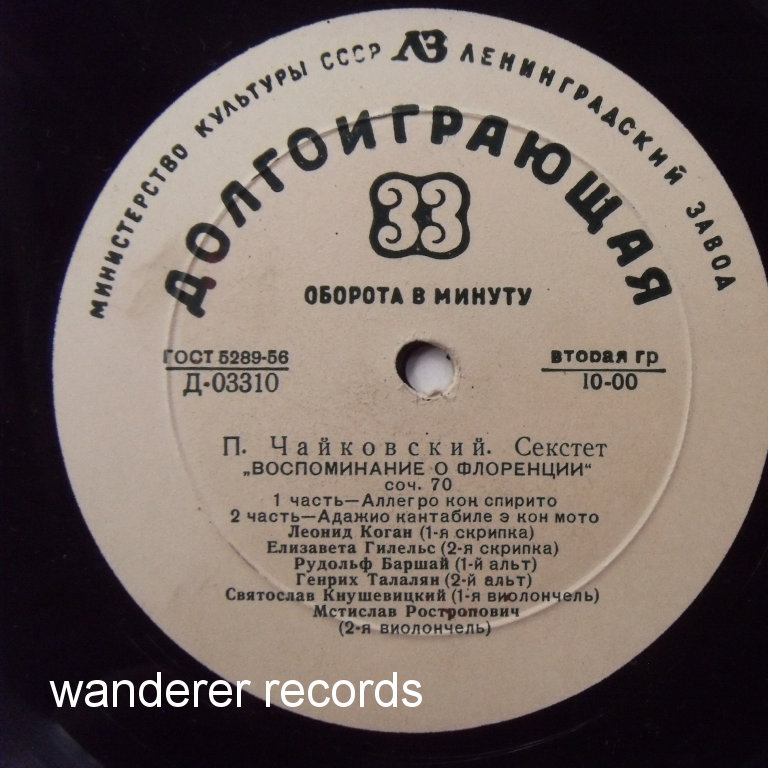 МИНИСТЕРСТВО КУЛЬТУРЫ СССР ЛЗ ЛЕНИНГРАДСКИЙ ЗАВОД
ДОЛГОИГРАЮЩАЯ
33
ОБОРОТА В МИНУТУ
ГОСТ 5289-56
Д-03310
ВТОРАЯ ГР
10-00
П. Чайковский. Секстет
„ВОСПОМИНАНИЕ О ФЛОРЕНЦИИ“
соч. 70
1 часть—Аллегро кон спирито
2 часть—Адажио кантабиле э кон мото
Леонид Коган (1-я скрипка)
Елизавета Гилельс (2-я скрипка)
Рудольф Баршай (1-й альт)
Генрих Талалян (2-й альт)
Святослав Кнушевицкий (1-я виолончель)
Мстислав Ростропович
(2-я виолончель)
wanderer records